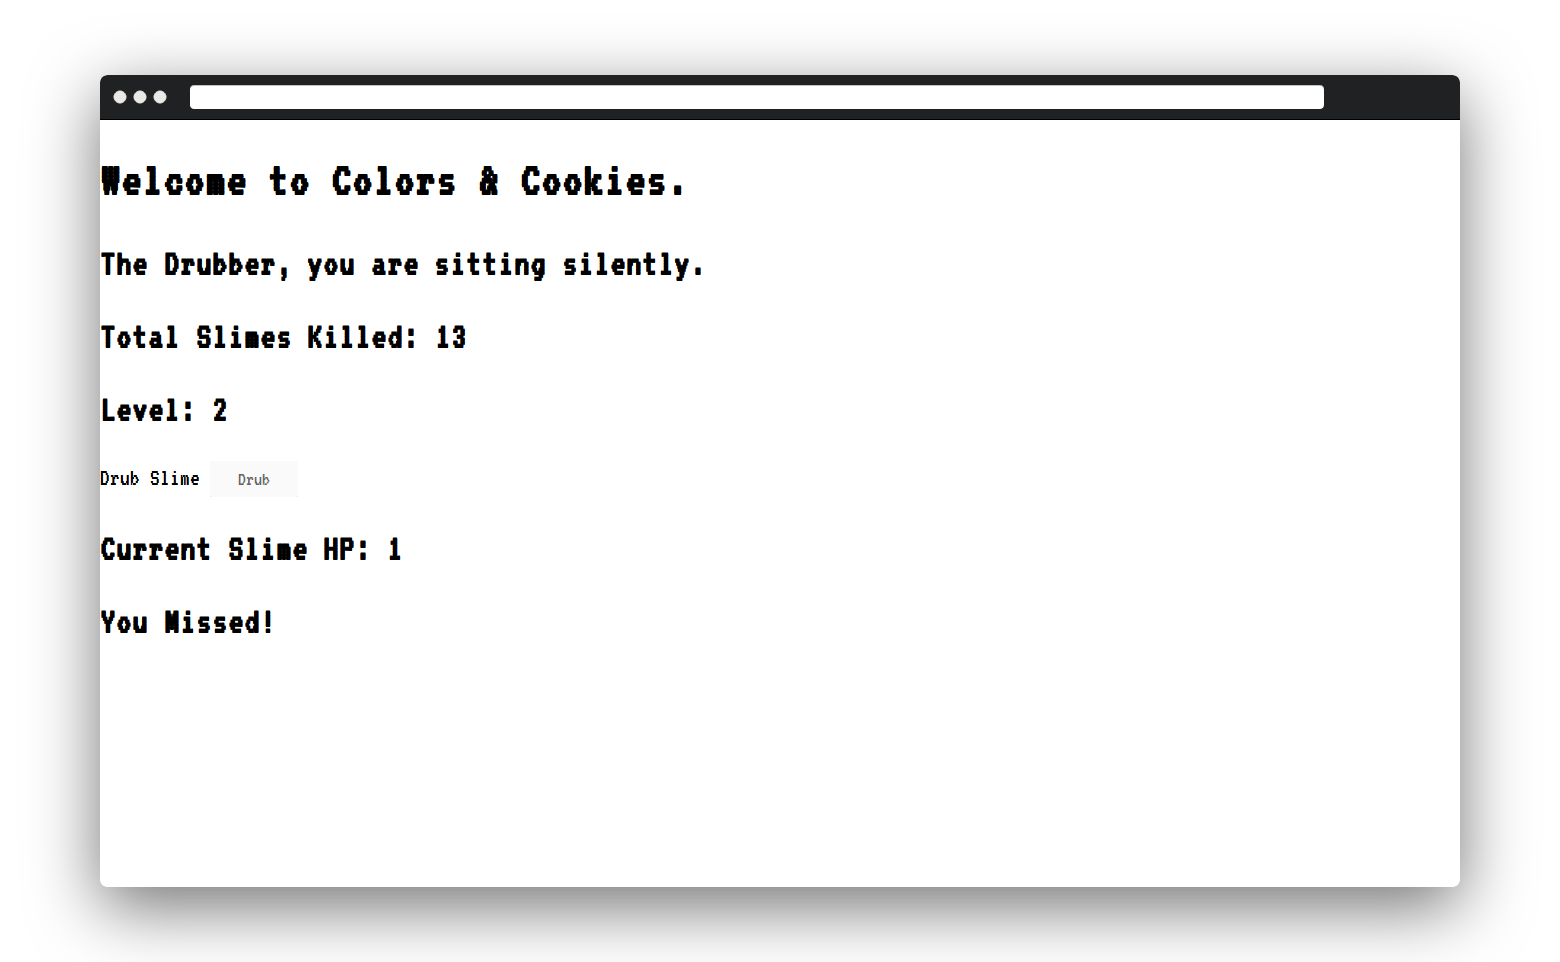 Welcome to Colors & Cookies.
The Drubber, you are sitting silently.
Total Slimes Killed: 13
Level: 2
Drub Slime Drub
Current Slime HP: 1
You Missed!